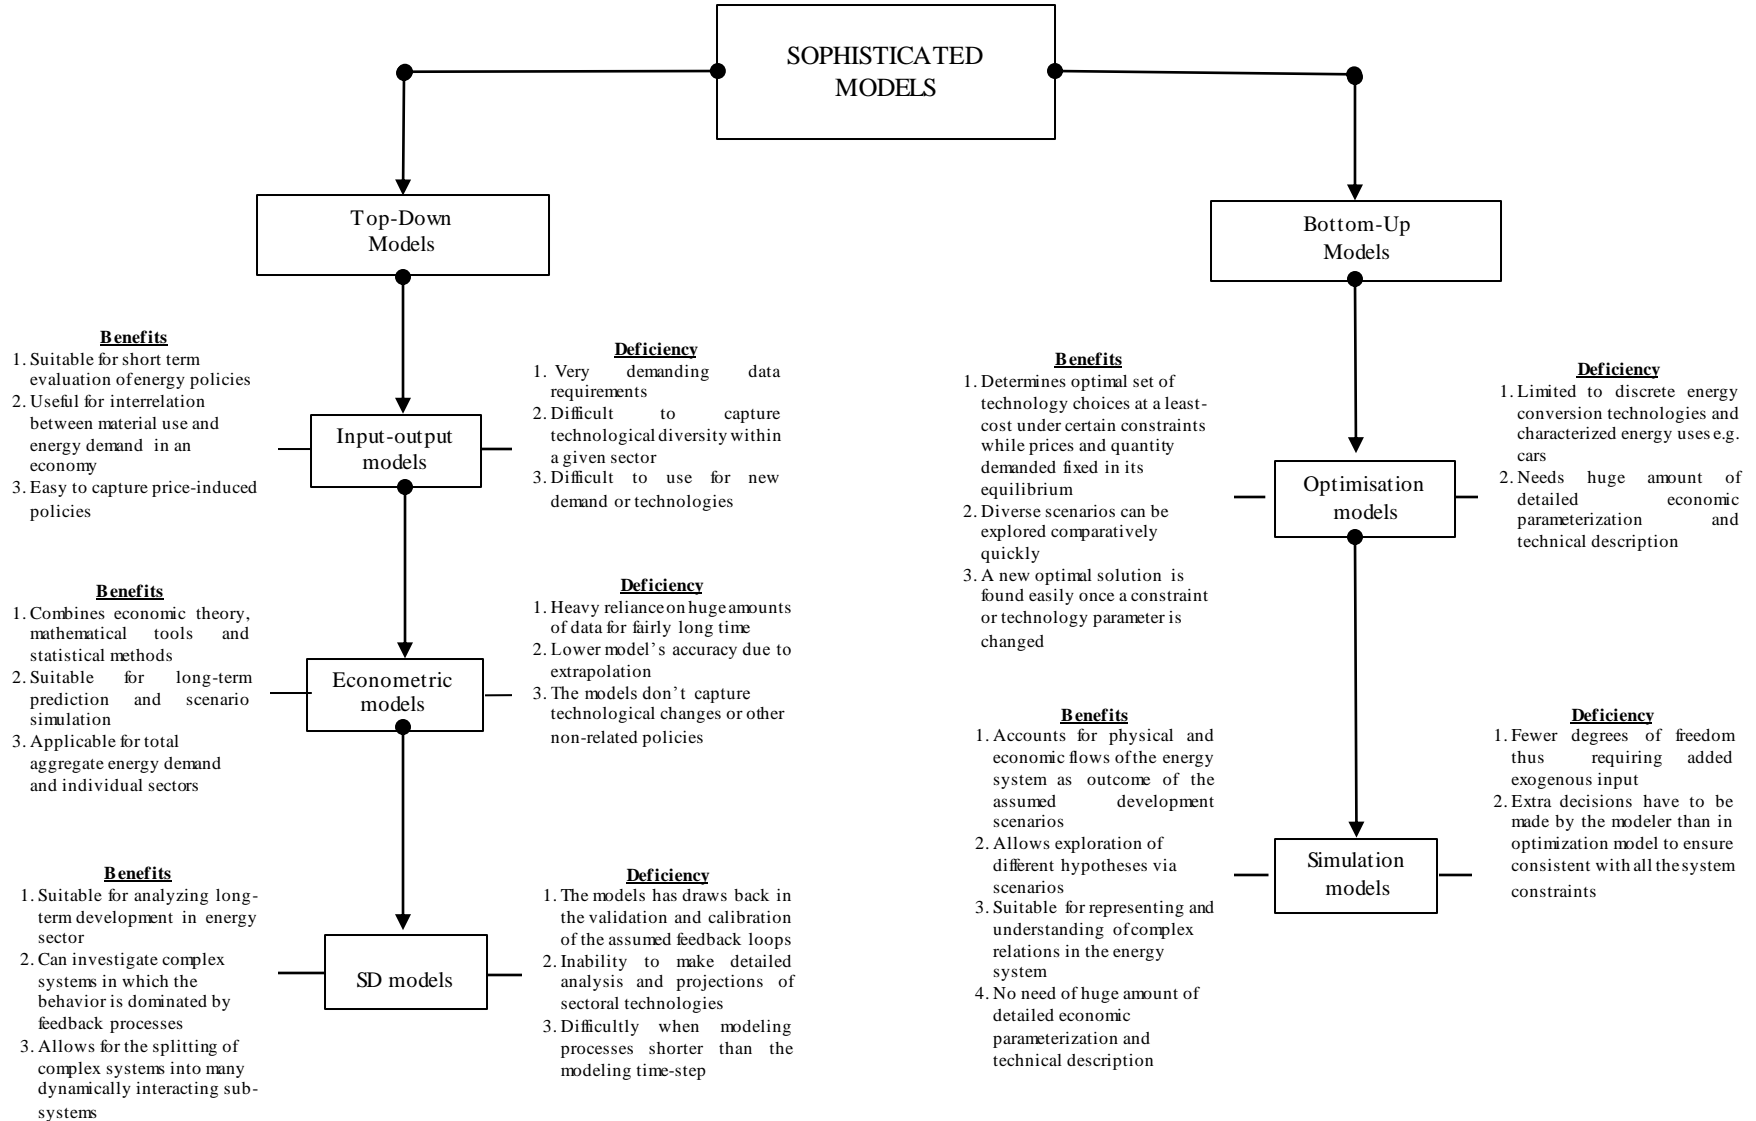 SOPHISTICATED
MODELS
Top-Down
Models
Benefits
1. Suitable for short term
evaluation of energy policies
2. Useful for interrelation
between material use and
energy demand in an
economy
3. Easy to capture price-induced
policies
Input-output
models
Deficiency
1. Very demanding data
requirements
2. Difficult to capture
technological diversity within
a given sector
3. Difficult to use for new
demand or technologies
Benefits
1. Combines economic theory,
mathematical tools and
statistical methods
2. Suitable for long-term
prediction and scenario
simulation
3. Applicable for total
aggregate energy demand
and individual sectors
Econometric
models
Deficiency
1. Heavy reliance on huge amounts
of data for fairly long time
2. Lower model's accuracy due to
extrapolation
3. The models don't capture
technological changes or other
non-related policies
Benefits
1. Suitable for analyzing long-
term development in energy
sector
2. Can investigate complex
systems in which the
behavior is dominated by
feedback processes
3. Allows for the splitting of
complex systems into many
dynamically interacting sub-
systems
SD models
Deficiency
1. The models has draws back in
the validation and calibration
of the assumed feedback loops
2. Inability to make detailed
analysis and projections of
sectoral technologies
3. Difficultly when modeling
processes shorter than the
modeling time-step
Bottom-Up
Models
Benefits
1. Determines optimal set of
technology choices at a least-
cost under certain constraints
while prices and quantity
demanded fixed in its
equilibrium
2. Diverse scenarios can be
explored comparatively
quickly
3. A new optimal solution is
found easily once a constraint
or technology parameter is
changed
Optimisation
models
Deficiency
1. Limited to discrete energy
conversion technologies and
characterized energy uses e.g.
cars
2. Needs huge amount of
detailed economic
parameterization and
technical description
Benefits
1. Accounts for physical and
economic flows of the energy
system as outcome of the
assumed development
scenarios
2. Allows exploration of
different hypotheses via
scenarios
3. Suitable for representing and
understanding of complex
relations in the energy
system
4. No need of huge amount of
detailed economic
parameterization and
technical description
Simulation
models
Deficiency
1. Fewer degrees of freedom
thus requiring added
exogenous input
2. Extra decisions have to be
made by the modeler than in
optimization model to ensure
consistent with all the system
constraints